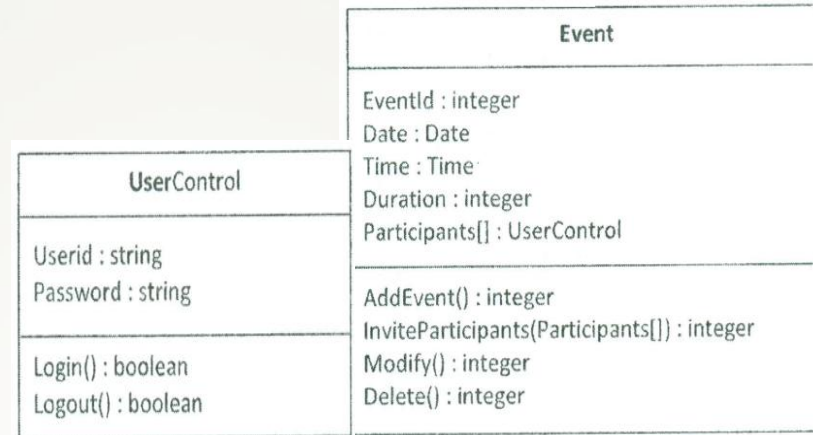 Event
EventId : integer
Date : Date
Time : Time
Duration : integer
Participants[] : UserControl
AddEvent() : integer
InviteParticipants(Participants[]) : integer
Modify() : integer
Delete() : integer
UserControl
Userid : string
Password : string
Login() : boolean
Logout() : boolean